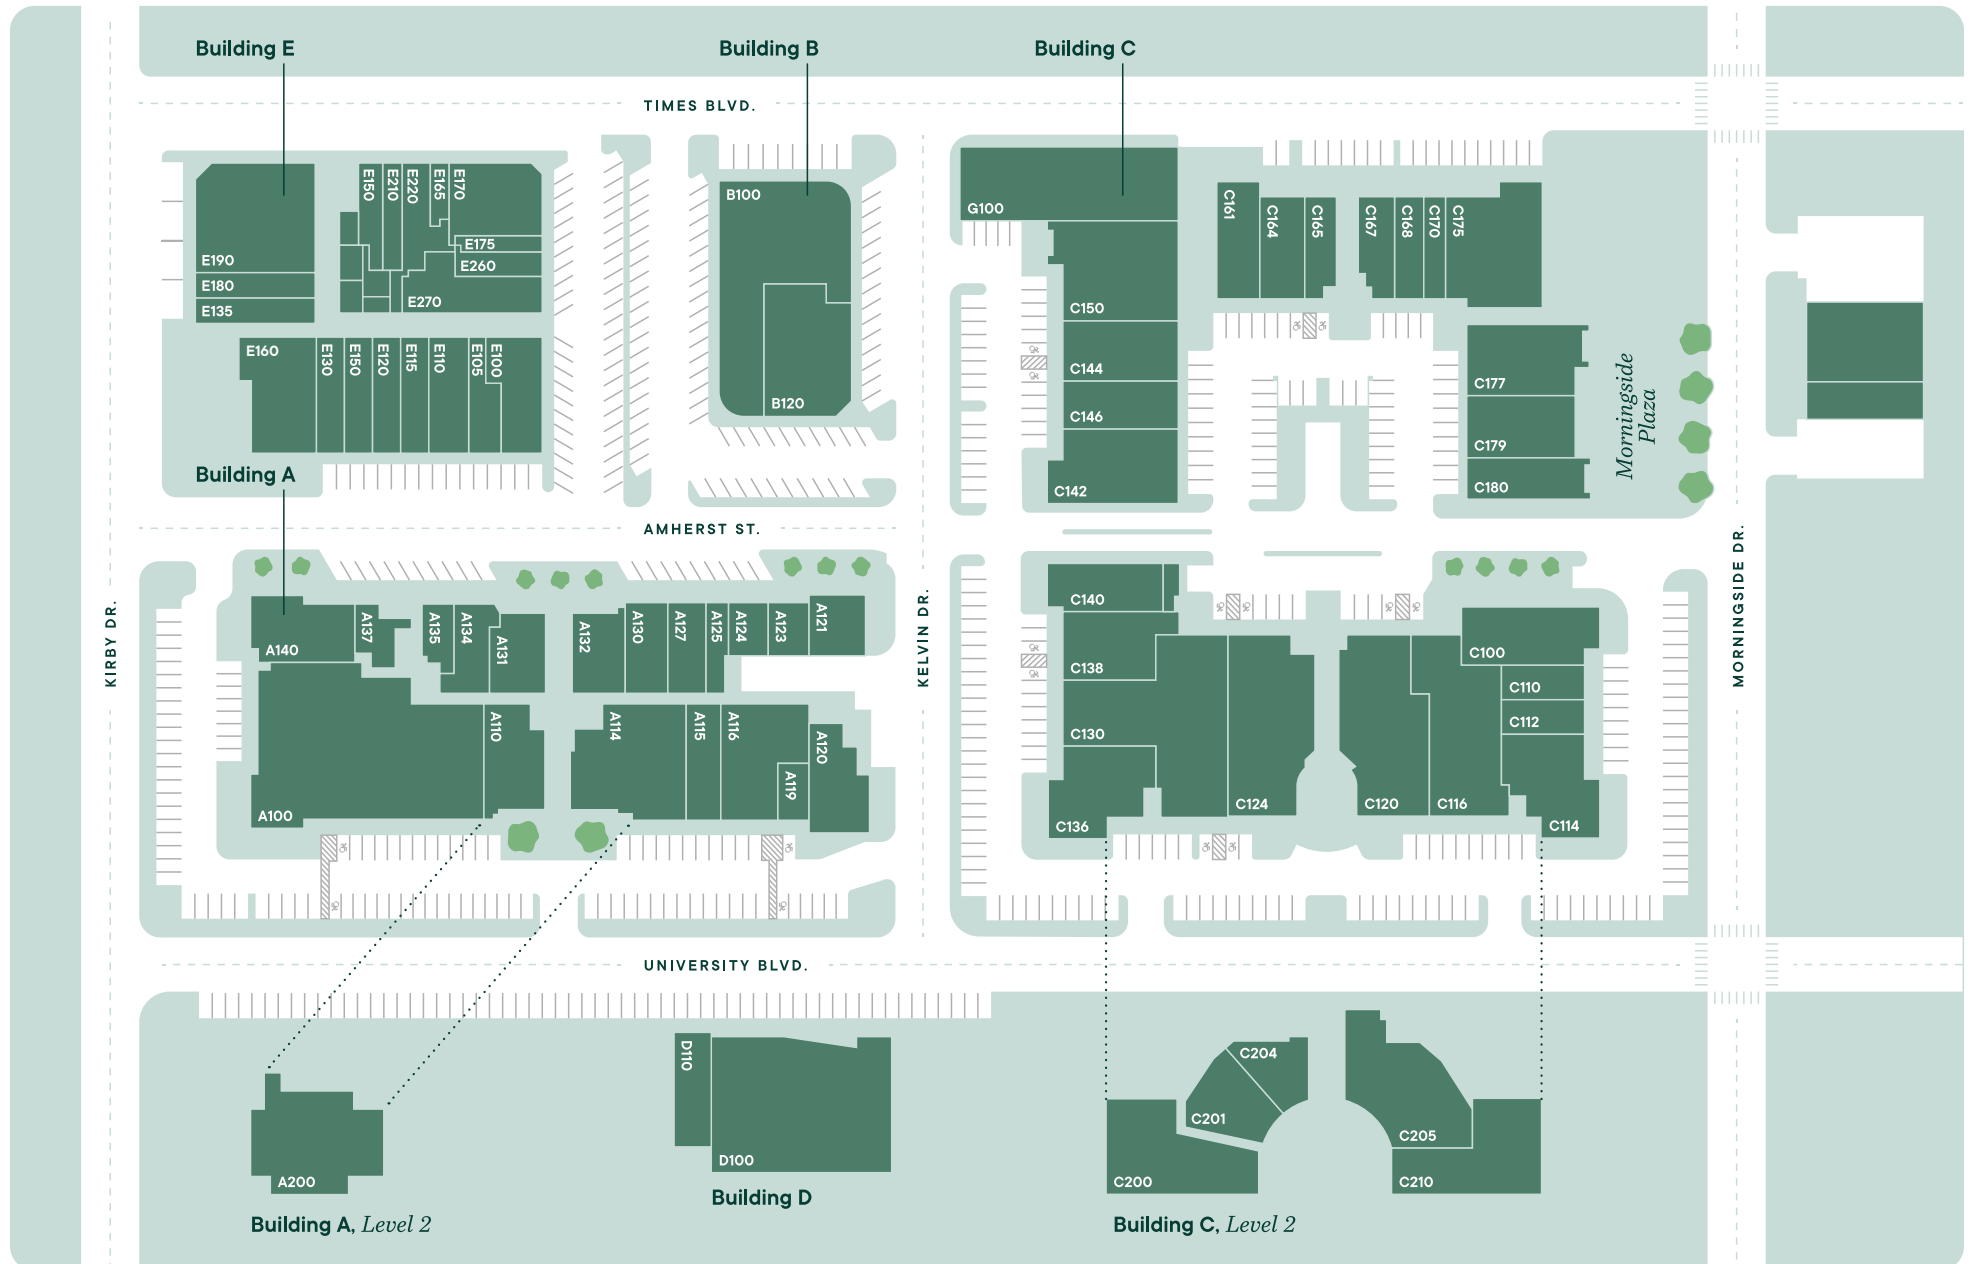 Building E
Building B
Building C
TIMES BLVD.
E190
E180
E135
E150
E210
E220
E165
E170
E175
E260
E270
E160
E130
E150
E120
E115
E110
E105
E100
B100
B120
G100
C150
C144
C146
C142
C161
C164
C165
C167
C168
C170
C175
C177
C179
C180
Morningside
Plaza
Building A
AMHERST ST.
KIRBY DR.
KELVIN DR.
MORNINGSIDE DR.
A140
A137
A135
A134
A131
A132
A130
A127
A125
A124
A123
A121
A100
A110
A114
A115
A116
A119
A120
C140
C138
C130
C136
C124
C120
C116
C100
C110
C112
C114
UNIVERSITY BLVD.
A200
Building A, Level 2
D110
D100
Building D
C204
C201
C200
C205
C210
Building C, Level 2